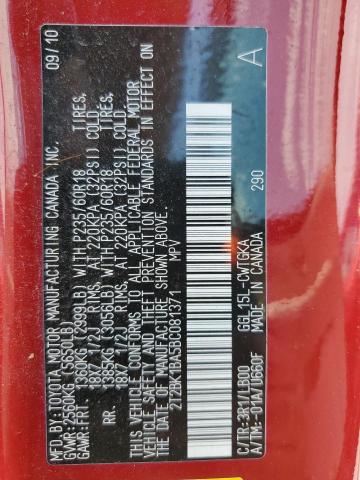 MFD.BY:TOYOTA MOTOR MANUFACTURING CANADA INC. 09/10
GVWR:2560KG(5650LB)
GAWR:FRT. 1360KG(2999LB) WITH-P235/60R18 TIRES,
18X7 1/2J RIMS, AT 220KPA (32PSI) COLD.
RR. 1385KG(3056LB) WITH-P235/60R18 TIRES,
18X7 1/2J RIMS, AT 220KPA (32PSI) COLD.
THIS VEHICLE CONFORMS TO ALL APPLICABLE FEDERAL MOTOR
VEHICLE SAFETY AND THEFT PREVENTION STANDARDS IN EFFECT ON
THE DATE OF MANUFACTURE SHOWN ABOVE.
2T2BK1BA5BC081371 MPV
A
C/TR:3R1/LB00 GGL15L-CWTGKA
A/TM:-01A/U660F MADE IN CANADA 290